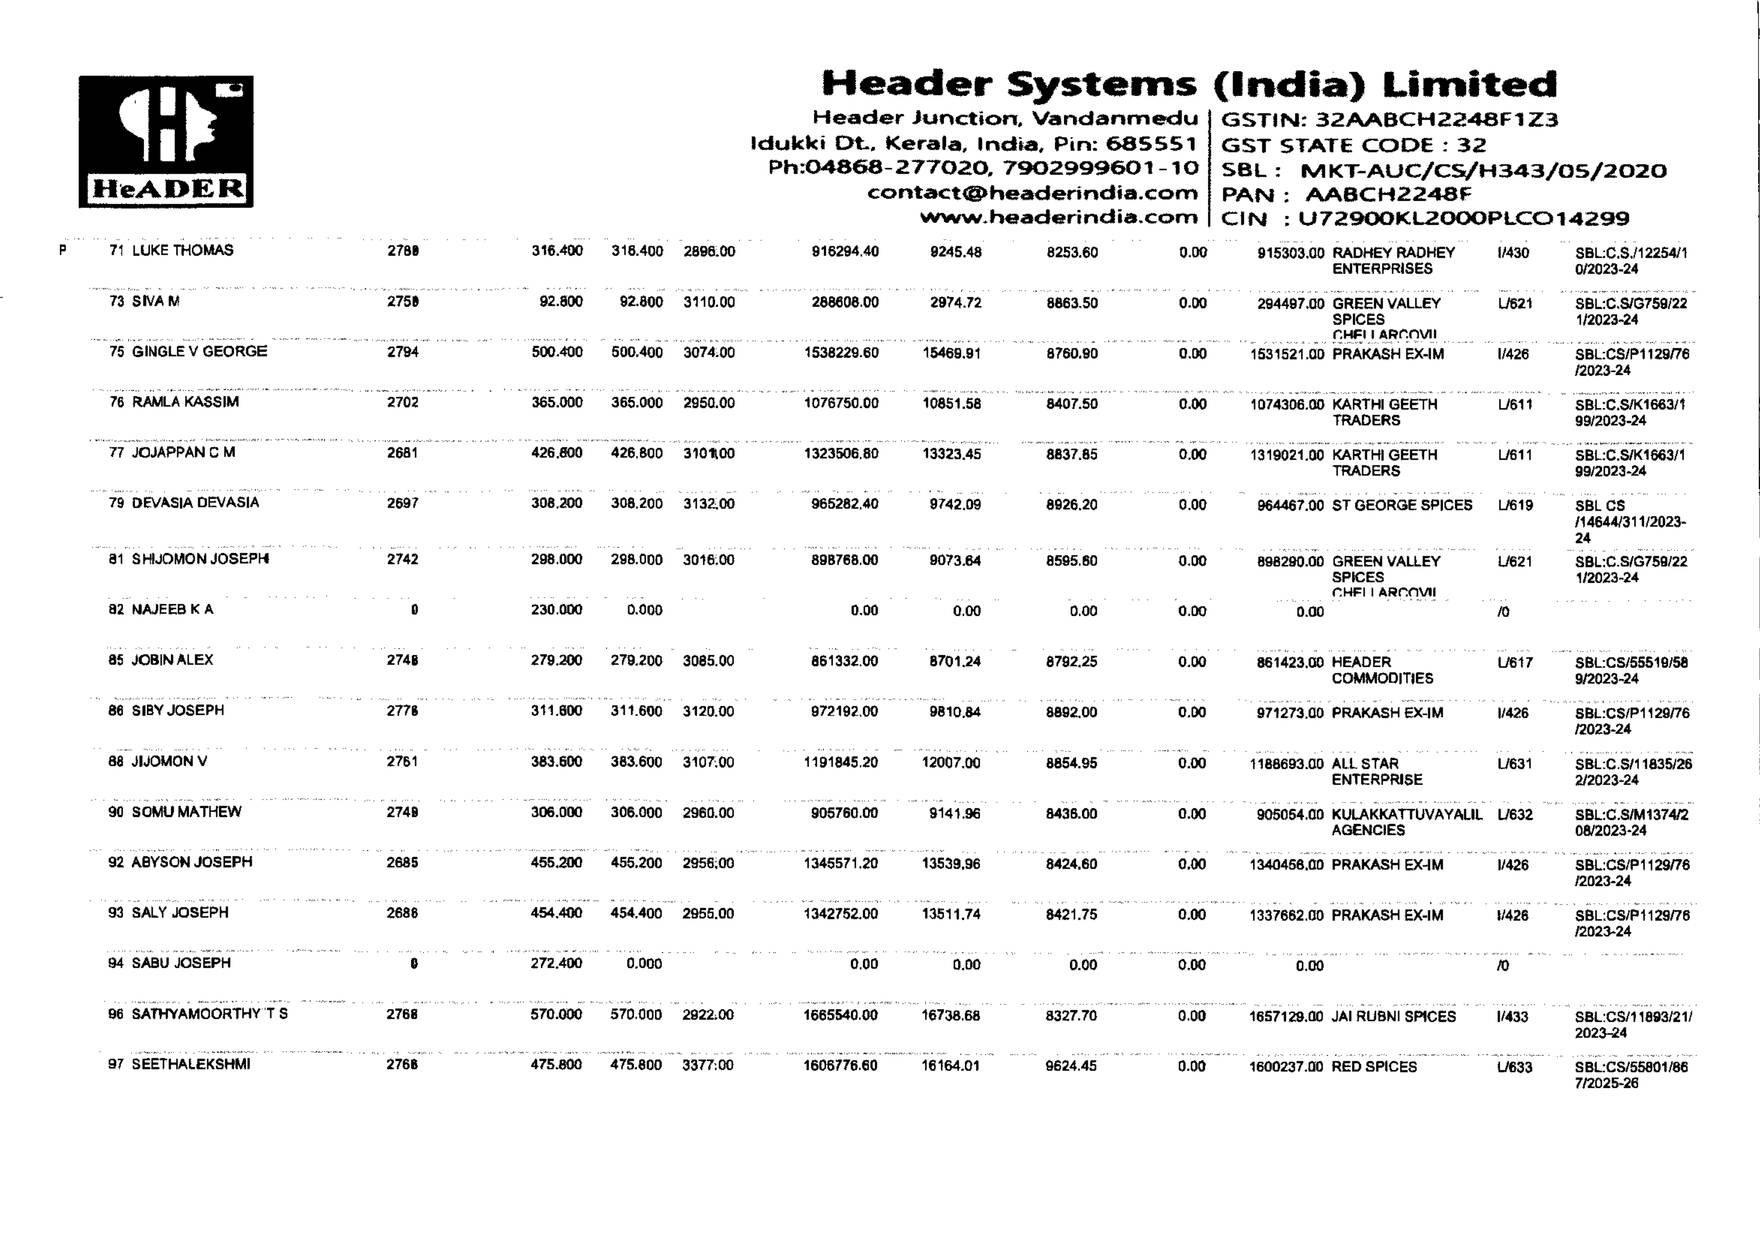 HeADER
Header Systems (India) Limited
Header Junction, Vandanmedu
Idukki Dt., Kerala, India, Pin: 685551
Ph:04868-277020, 7902999601-10
contact@headerindia.com
www.headerindia.com
GSTIN: 32AABCH2248F1Z3
GST STATE CODE : 32
SBL : MKT-AUC/CS/H343/05/2020
PAN : AABCH2248F
CIN : U72900KL2000PLCO14299
P 71 LUKE THOMAS 316.400 316.400 2896.00 916294.40 9245.48 8253.60 0.00 915303.00 RADHEY RADHEY I/430 SBL:C.S./12254/1
ENTERPRISES 0/2023-24
73 SIVA M 92.800 92.800 3110.00 288608.00 2974.72 8863.50 0.00 294497.00 GREEN VALLEY L/621 SBL:C.S/G759/22
SPICES 1/2023-24
75 GINGLE V GEORGE 2794 500.400 500.400 3074.00 1538229.60 15469.91 8760.90 0.00 1531521.00 PRAKASH EX-IM I/426 SBL:CS/P1129/76
/2023-24
76 RAMLA KASSIM 2702 365.000 365.000 2950.00 1076750.00 10851.58 8407.50 0.00 1074306.00 KARTHI GEETH L/611 SBL:C.S/K1663/1
TRADERS 99/2023-24
77 JOJAPPAN C M 2681 426.800 426.800 3101.00 1323506.80 13323.45 8837.85 0.00 1319021.00 KARTHI GEETH L/611 SBL:C.S/K1663/1
TRADERS 99/2023-24
79 DEVASIA DEVASIA 2697 308.200 308.200 3132.00 965282.40 9742.09 8926.20 0.00 964467.00 ST GEORGE SPICES L/619 SBL CS
/14644/311/2023-
24
81 SHIJOMON JOSEPH 2742 298.000 298.000 3016.00 898768.00 9073.64 8595.60 0.00 898290.00 GREEN VALLEY L/621 SBL:C.S/G759/22
SPICES 1/2023-24
82 NAJEEB K A 0 230.000 0.000 0.00 0.00 0.00 0.00 0.00 /0
85 JOBIN ALEX 279.200 279.200 3085.00 861332.00 8701.24 8792.25 0.00 861423.00 HEADER L/617 SBL:CS/55519/58
COMMODITIES 9/2023-24
86 SIBY JOSEPH 311.600 311.600 3120.00 972192.00 9810.84 8892.00 0.00 971273.00 PRAKASH EX-IM I/426 SBL:CS/P1129/76
/2023-24
88 JIJOMON V 2761 383.600 383.600 3107.00 1191845.20 12007.00 8854.95 0.00 1188693.00 ALL STAR L/631 SBL:C.S/11835/26
ENTERPRISE 2/2023-24
90 SOMU MATHEW 306.000 306.000 2960.00 905760.00 9141.96 8436.00 0.00 905054.00 KULAKKATTUVAYALIL L/632 SBL:C.S/M1374/2
AGENCIES 08/2023-24
92 ABYSON JOSEPH 2685 455.200 455.200 2956.00 1345571.20 13539.96 8424.60 0.00 1340456.00 PRAKASH EX-IM I/426 SBL:CS/P1129/76
/2023-24
93 SALY JOSEPH 2686 454.400 454.400 2955.00 1342752.00 13511.74 8421.75 0.00 1337662.00 PRAKASH EX-IM I/426 SBL:CS/P1129/76
/2023-24
94 SABU JOSEPH 0 272.400 0.000 0.00 0.00 0.00 0.00 0.00 /0
96 SATHYAMOORTHY T S 570.000 570.000 2922.00 1665540.00 16738.68 8327.70 0.00 1657129.00 JAI RUBNI SPICES I/433 SBL:CS/11893/21/
2023-24
97 SEETHALEKSHMI 475.800 475.800 3377.00 1606776.60 16164.01 9624.45 0.00 1600237.00 RED SPICES L/633 SBL:CS/55801/86
7/2025-26